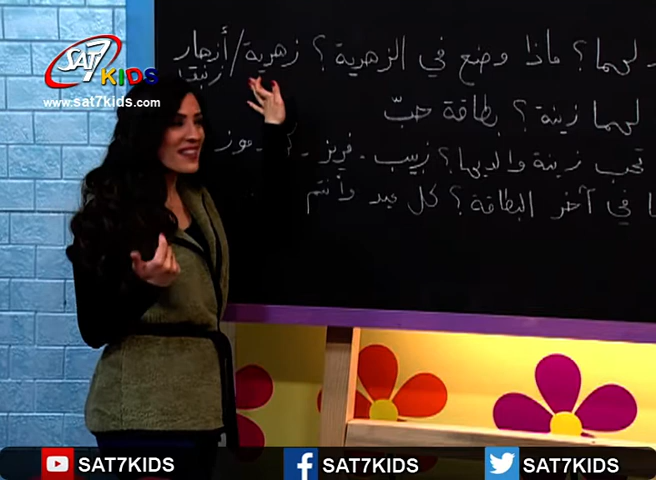 SAT7
KIDS
www.sat7kids.com
لهما؟ ماذا وضع في الزهرية؟ زهرية/أزهار
زنبق
لهما زينة؟ بطاقة حبّ
تحب زينة والديها؟ زبيب - فريز -
في آخر البطاقة؟ كل عيد وأنتم
SAT7KIDS
SAT7KIDS
SAT7KIDS